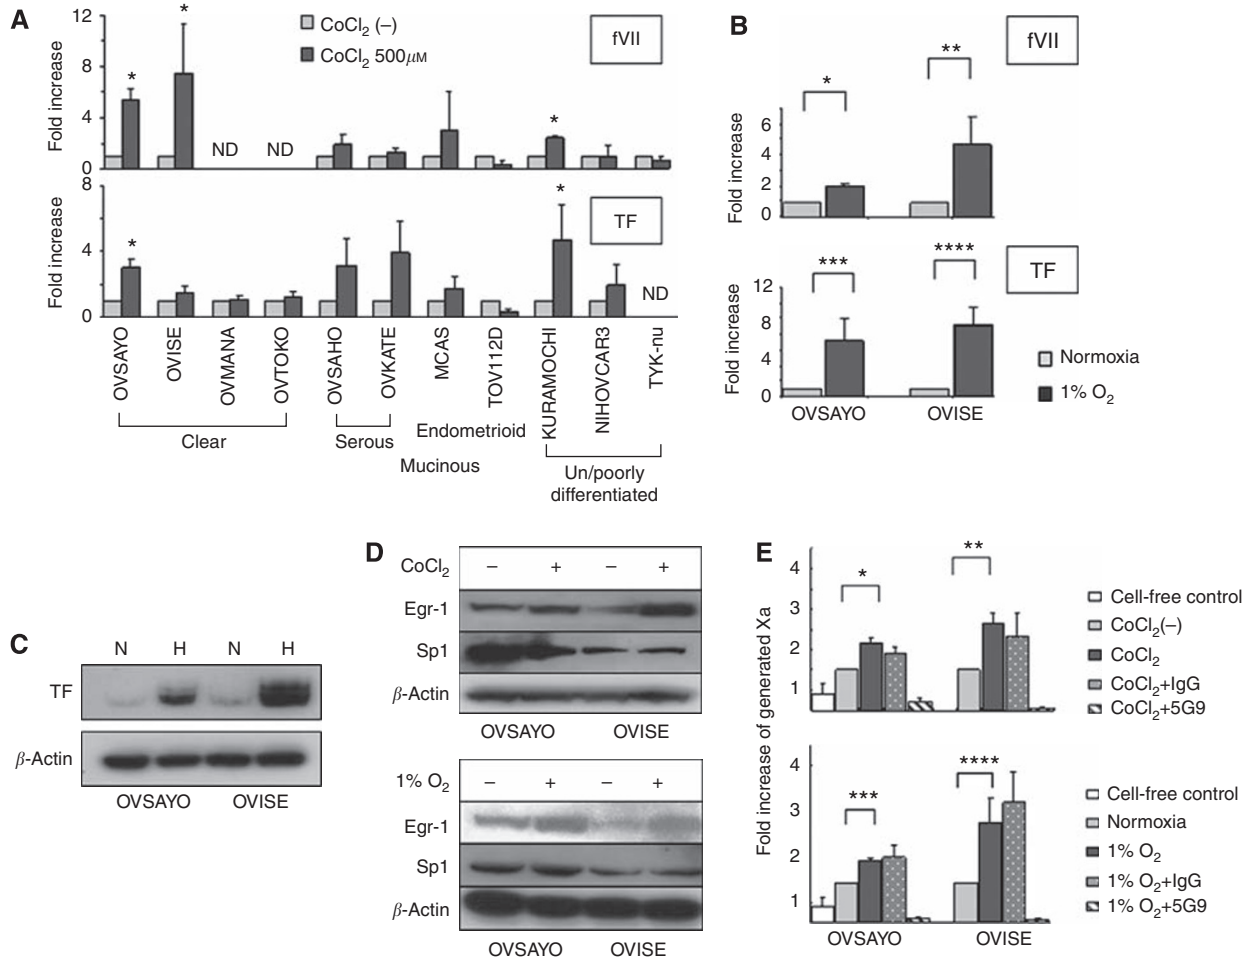 A
12
8
4
0
Fold increase
CoCl2 (–)
CoCl2 500μM
fVII
*
*
ND
ND
*
8
4
0
Fold increase
TF
*
*
ND
OVSAYO
OVISE
OVMANA
OVTOKO
OVSAHO
OVKATE
MCAS
TOV112D
KURAMOCHI
NIHOVCAR3
TYK-nu
Clear
Serous
Endometrioid
Mucinous
Un/poorly
differentiated
B
fVII
*
**
6
4
2
0
Fold increase
TF
***
****
12
8
4
0
Fold increase
Normoxia
1% O2
OVSAYO
OVISE
C
N H N H
TF
β-Actin
OVSAYO OVISE
D
CoCl2 – + – +
Egr-1
Sp1
β-Actin
OVSAYO OVISE
1% O2 – + – +
Egr-1
Sp1
β-Actin
OVSAYO OVISE
E
Fold increase of generated Xa
4
3
2
1
*
**
Cell-free control
CoCl2(–)
CoCl2
CoCl2+IgG
CoCl2+5G9
4
3
2
1
***
****
Cell-free control
Normoxia
1% O2
1% O2+IgG
1% O2+5G9
OVSAYO OVISE